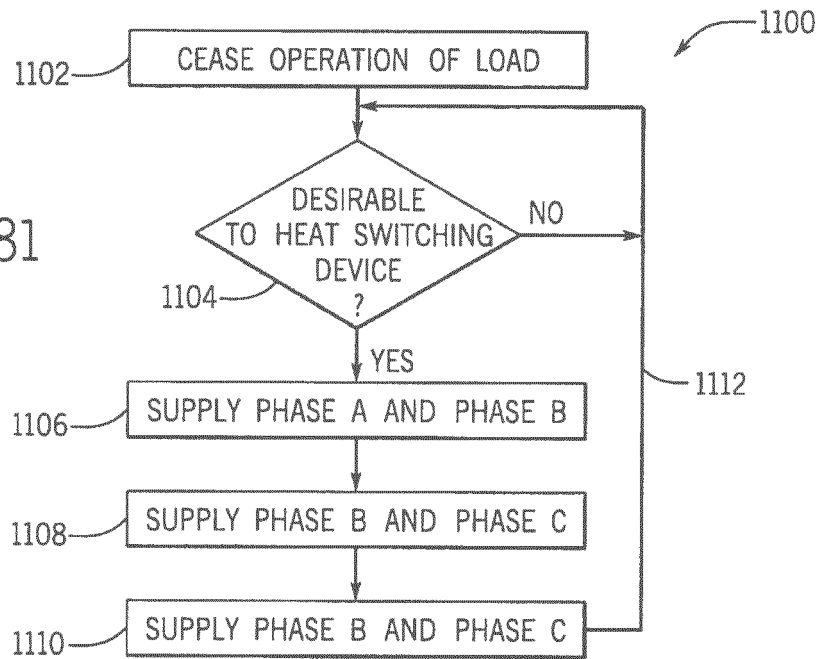 1100
1102
CEASE OPERATION OF LOAD
DESIRABLE
TO HEAT SWITCHING
DEVICE
?
NO
1104
YES
1112
1106
SUPPLY PHASE A AND PHASE B
1108
SUPPLY PHASE B AND PHASE C
1110
SUPPLY PHASE B AND PHASE C
81